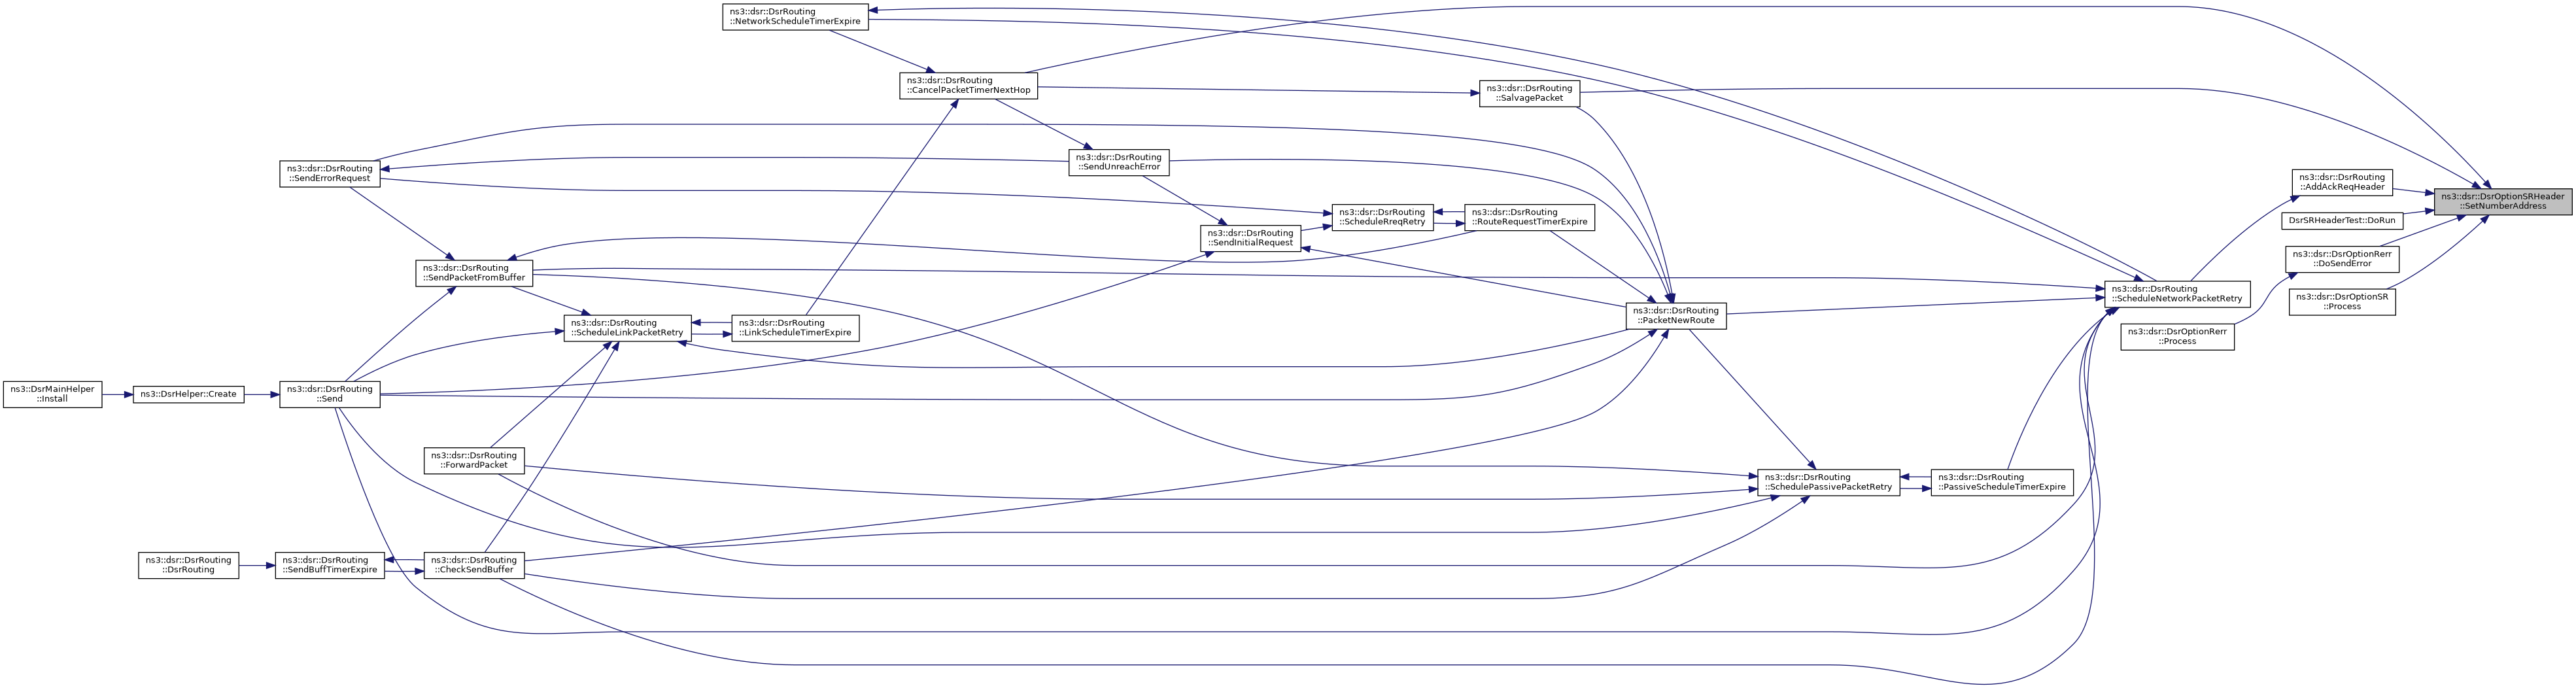 ns3::dsr::DsrRouting
::NetworkScheduleTimerExpire
ns3::dsr::DsrRouting
::CancelPacketTimerNextHop
ns3::dsr::DsrRouting
::SalvagePacket
ns3::dsr::DsrRouting
::SendUnreachError
ns3::dsr::DsrRouting
::SendErrorRequest
ns3::dsr::DsrRouting
::AddAckReqHeader
ns3::dsr::DsrOptionSRHeader
::SetNumberAddress
ns3::dsr::DsrRouting
::ScheduleRreqRetry
ns3::dsr::DsrRouting
::RouteRequestTimerExpire
DsrSRHeaderTest::DoRun
ns3::dsr::DsrRouting
::SendInitialRequest
ns3::dsr::DsrOptionRerr
::DoSendError
ns3::dsr::DsrRouting
::SendPacketFromBuffer
ns3::dsr::DsrRouting
::ScheduleNetworkPacketRetry
ns3::dsr::DsrOptionSR
::Process
ns3::dsr::DsrRouting
::PacketNewRoute
ns3::dsr::DsrRouting
::ScheduleLinkPacketRetry
ns3::dsr::DsrRouting
::LinkScheduleTimerExpire
ns3::dsr::DsrOptionRerr
::Process
ns3::DsrMainHelper
::Install
ns3::DsrHelper::Create
ns3::dsr::DsrRouting
::Send
ns3::dsr::DsrRouting
::ForwardPacket
ns3::dsr::DsrRouting
::SchedulePassivePacketRetry
ns3::dsr::DsrRouting
::PassiveScheduleTimerExpire
ns3::dsr::DsrRouting
::DsrRouting
ns3::dsr::DsrRouting
::SendBuffTimerExpire
ns3::dsr::DsrRouting
::CheckSendBuffer